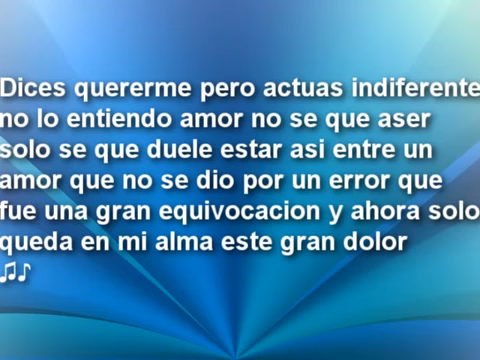 Dices quererme pero actuas indiferente
no lo entiendo amor no se que aser
solo se que duele estar asi entre un
amor que no se dio por un error que
fue una gran equivocacion y ahora solo
queda en mi alma este gran dolor
♫♪